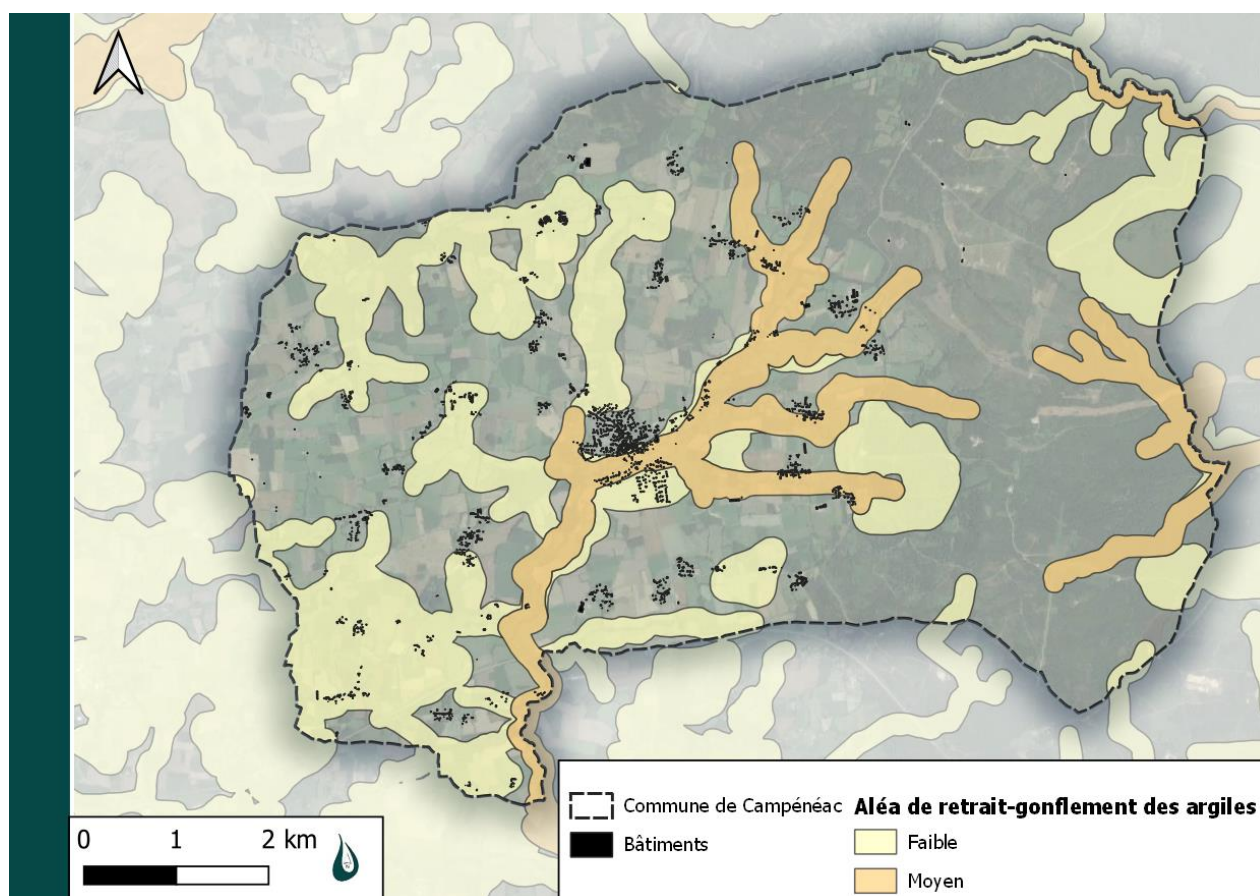 0 1 2 km
Commune de Campénéac
Bâtiments
Aléa de retrait-gonflement des argiles
Faible
Moyen